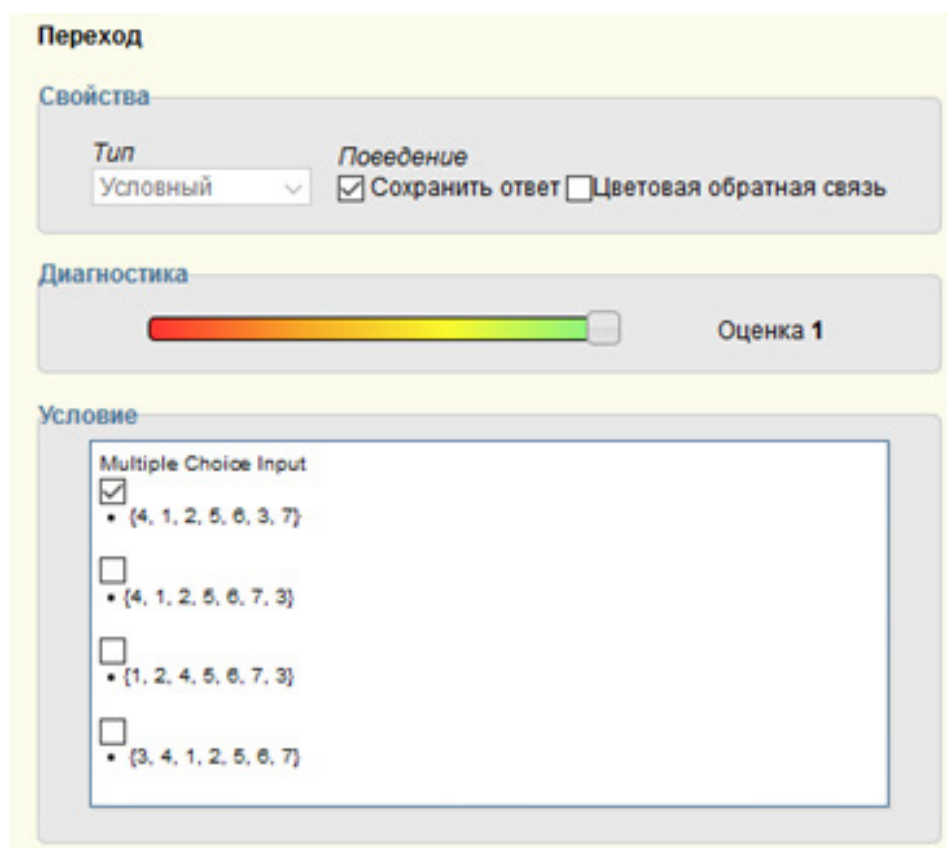 Переход
Свойства
Тип
Поведение
Условный
Сохранить ответ
Цветовая обратная связь
Диагностика
Оценка 1
Условие
Multiple Choice Input
• {4, 1, 2, 5, 6, 3, 7}
• {4, 1, 2, 5, 6, 7, 3}
• {1, 2, 4, 5, 6, 7, 3}
• {3, 4, 1, 2, 5, 6, 7}